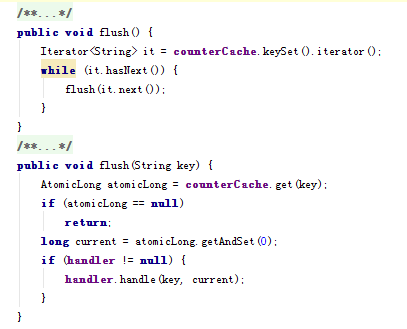 /**...*/
public void flush() {
Iterator<String> it = counterCache.keySet().iterator();
while (it.hasNext()) {
flush(it.next());
}
}
/**...*/
public void flush(String key) {
AtomicLong atomicLong = counterCache.get(key);
if (atomicLong == null)
return;
long current = atomicLong.getAndSet(0);
if (handler != null) {
handler.handle(key, current);
}
}